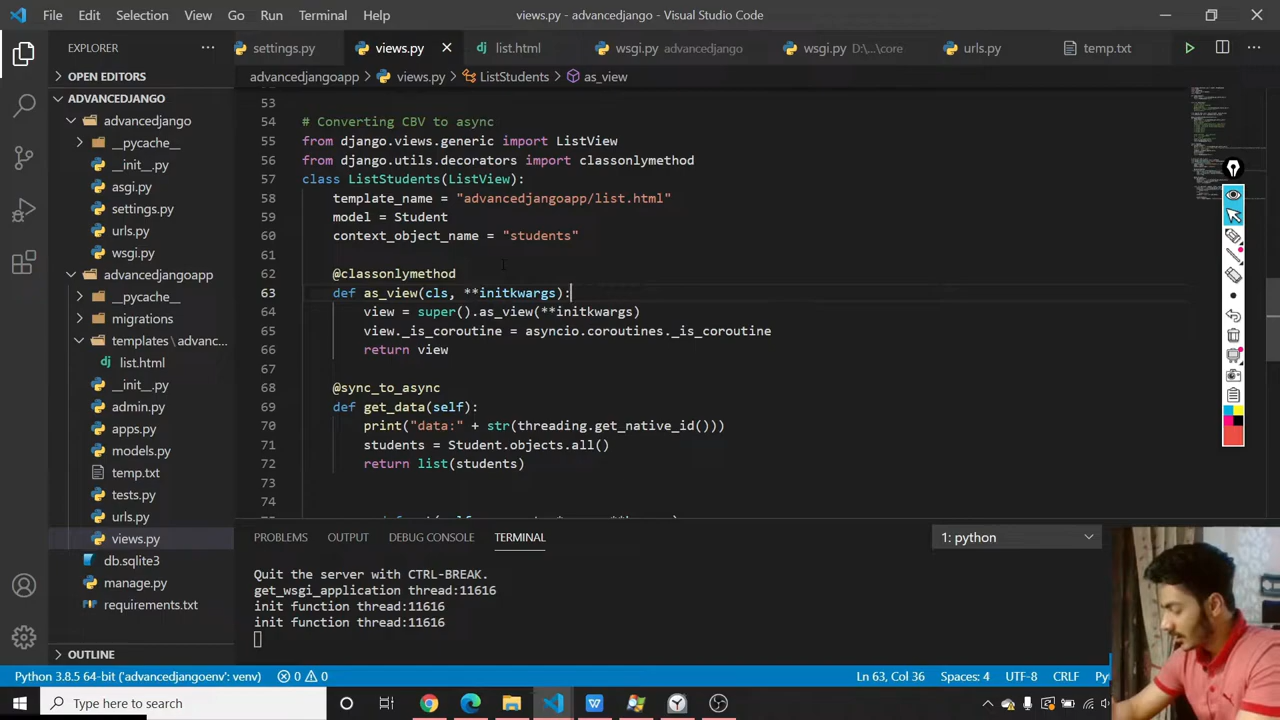 File Edit Selection View Go Run Terminal Help views.py - advancedjango - Visual Studio Code
EXPLORER
OPEN EDITORS
ADVANCEDJANGO
advancedjango
__pycache__
__init__.py
asgi.py
settings.py
urls.py
wsgi.py
advancedjangoapp
__pycache__
migrations
templates \ advanc...
list.html
__init__.py
admin.py
apps.py
models.py
temp.txt
tests.py
urls.py
views.py
db.sqlite3
manage.py
requirements.txt
OUTLINE
settings.py views.py list.html wsgi.py advancedjango wsgi.py D:\...\core urls.py temp.txt
advancedjangoapp > views.py > ListStudents > as_view
53
54 # Converting CBV to async
55 from django.views.generic import ListView
56 from django.utils.decorators import classonlymethod
57 class ListStudents(ListView):
58 template_name = "advancedjangoapp/list.html"
59 model = Student
60 context_object_name = "students"
61
62 @classonlymethod
63 def as_view(cls, **initkwargs):
64 view = super().as_view(**initkwargs)
65 view._is_coroutine = asyncio.coroutines._is_coroutine
66 return view
67
68 @sync_to_async
69 def get_data(self):
70 print("data:" + str(threading.get_native_id()))
71 students = Student.objects.all()
72 return list(students)
73
74
PROBLEMS OUTPUT DEBUG CONSOLE TERMINAL 1: python
Quit the server with CTRL-BREAK.
get_wsgi_application thread:11616
init function thread:11616
init function thread:11616
Python 3.8.5 64-bit ('advancedjangoenv': venv) 0 0 Ln 63, Col 36 Spaces: 4 UTF-8 CRLF
Type here to search